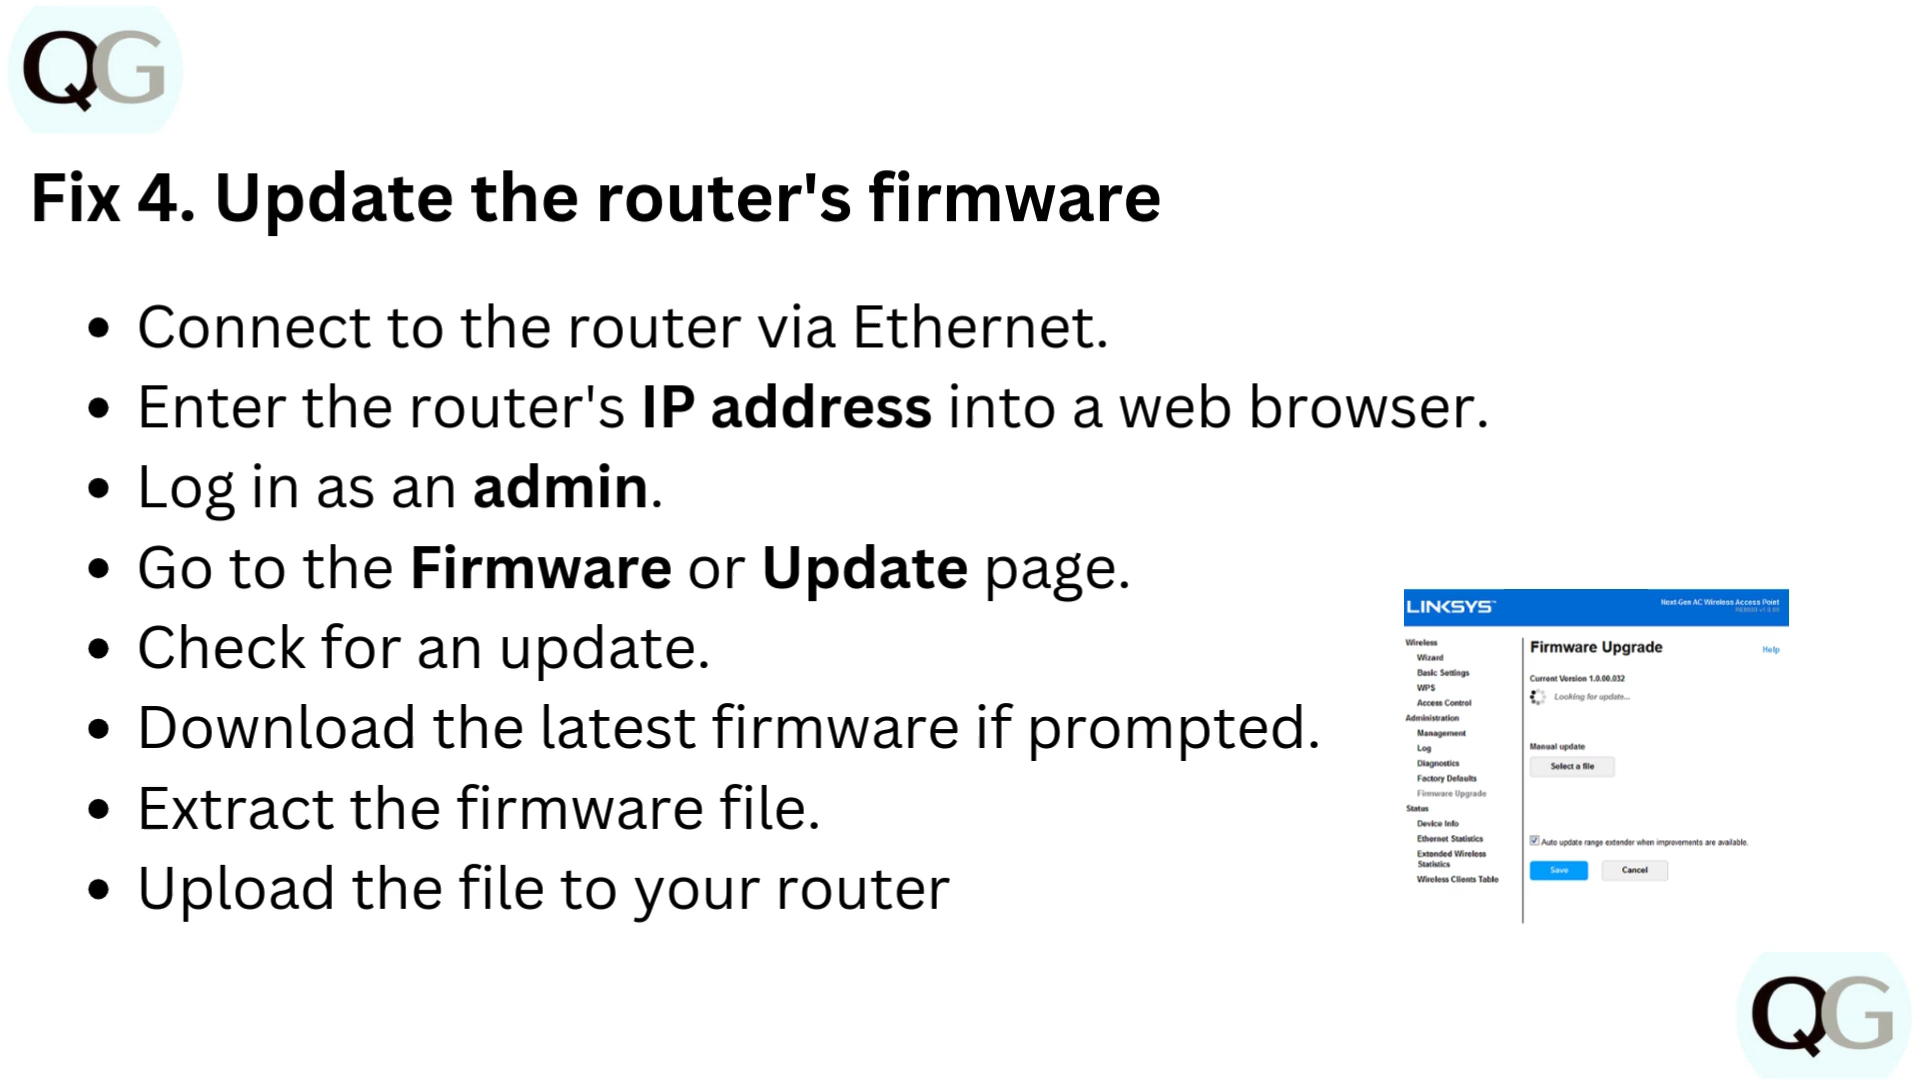 QG
Fix 4. Update the router's firmware
• Connect to the router via Ethernet.
• Enter the router's IP address into a web browser.
• Log in as an admin.
• Go to the Firmware or Update page.
• Check for an update.
• Download the latest firmware if prompted.
• Extract the firmware file.
• Upload the file to your router
LINKSYS™
Next-Gen AC Wireless Access Point
Wireless
Wizard
Basic Settings
WPS
Access Control
Administration
Management
Log
Diagnostics
Factory Defaults
Firmware Upgrade
Status
Device Info
Ethernet Statistics
Extended Wireless
Statistics
Wireless Clients Table
Firmware Upgrade
Help
Current Version 1.0.00.032
Looking for update...
Manual update
Select a file
Auto update range extender when improvements are available.
Save
Cancel
QG